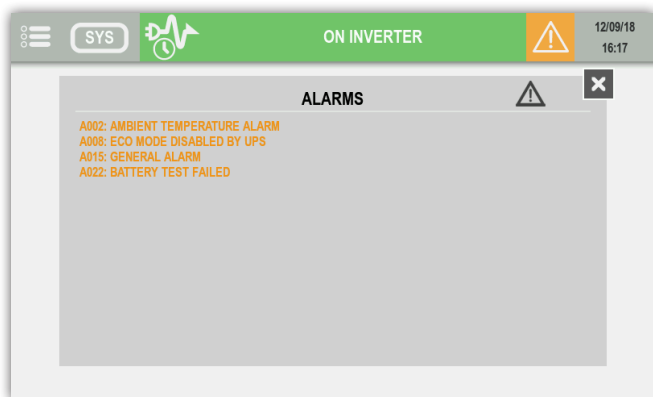 SYS
ON INVERTER
12/09/18
16:17
ALARMS
A002: AMBIENT TEMPERATURE ALARM
A008: ECO MODE DISABLED BY UPS
A015: GENERAL ALARM
A022: BATTERY TEST FAILED